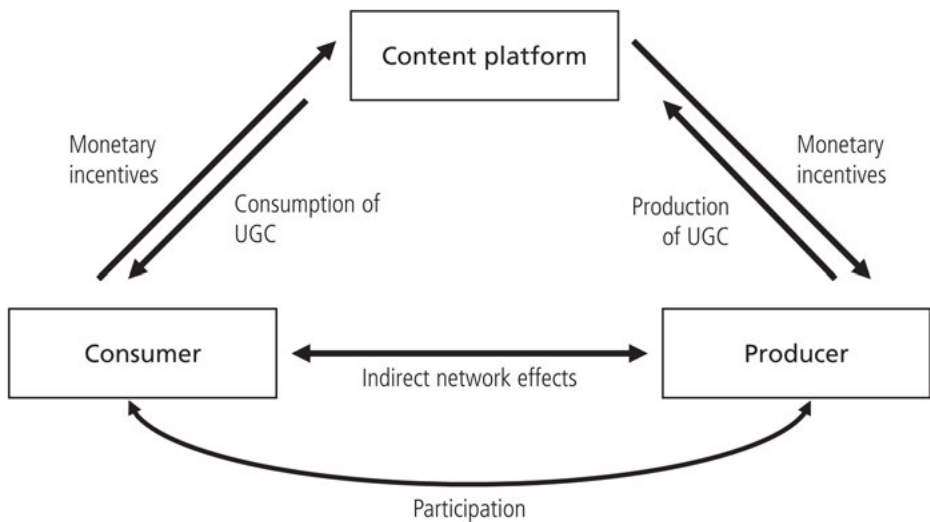 Content platform
Monetary
incentives
Consumption of
UGC
Production
of UGC
Monetary
incentives
Consumer
Indirect network effects
Producer
Participation